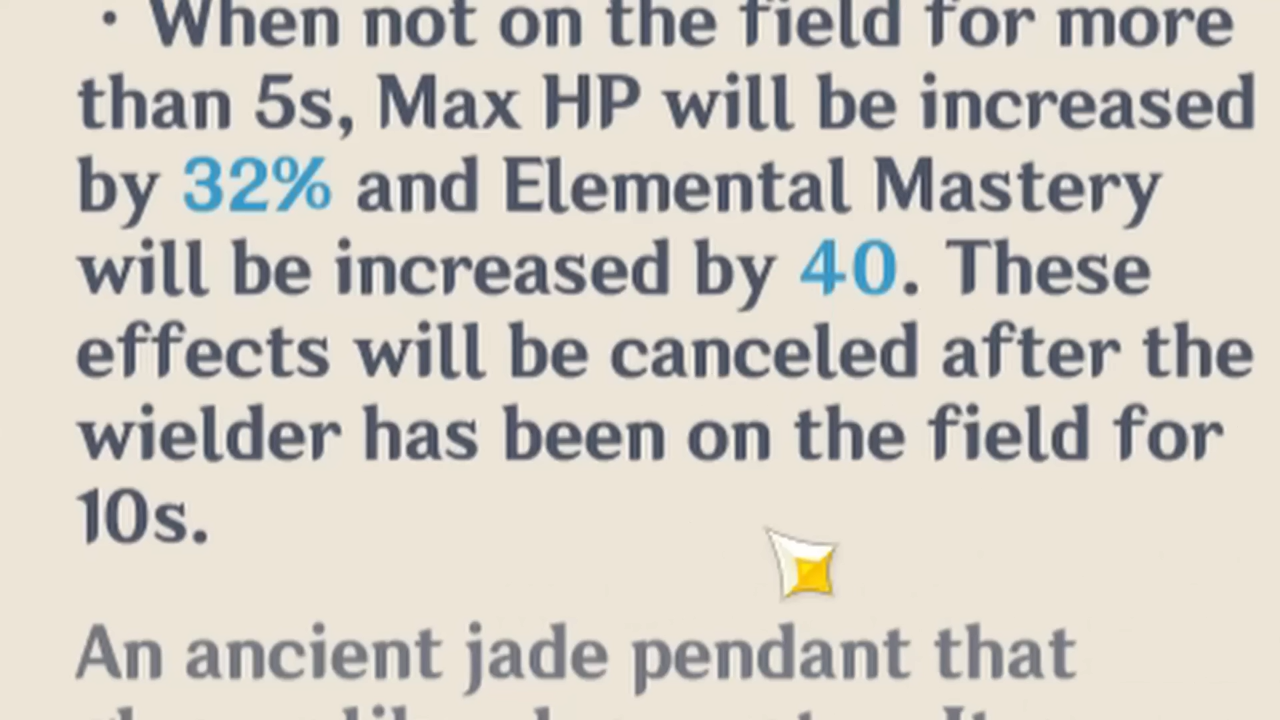 · When not on the field for more
than 5s, Max HP will be increased
by 32% and Elemental Mastery
will be increased by 40. These
effects will be canceled after the
wielder has been on the field for
10s.
An ancient jade pendant that
It